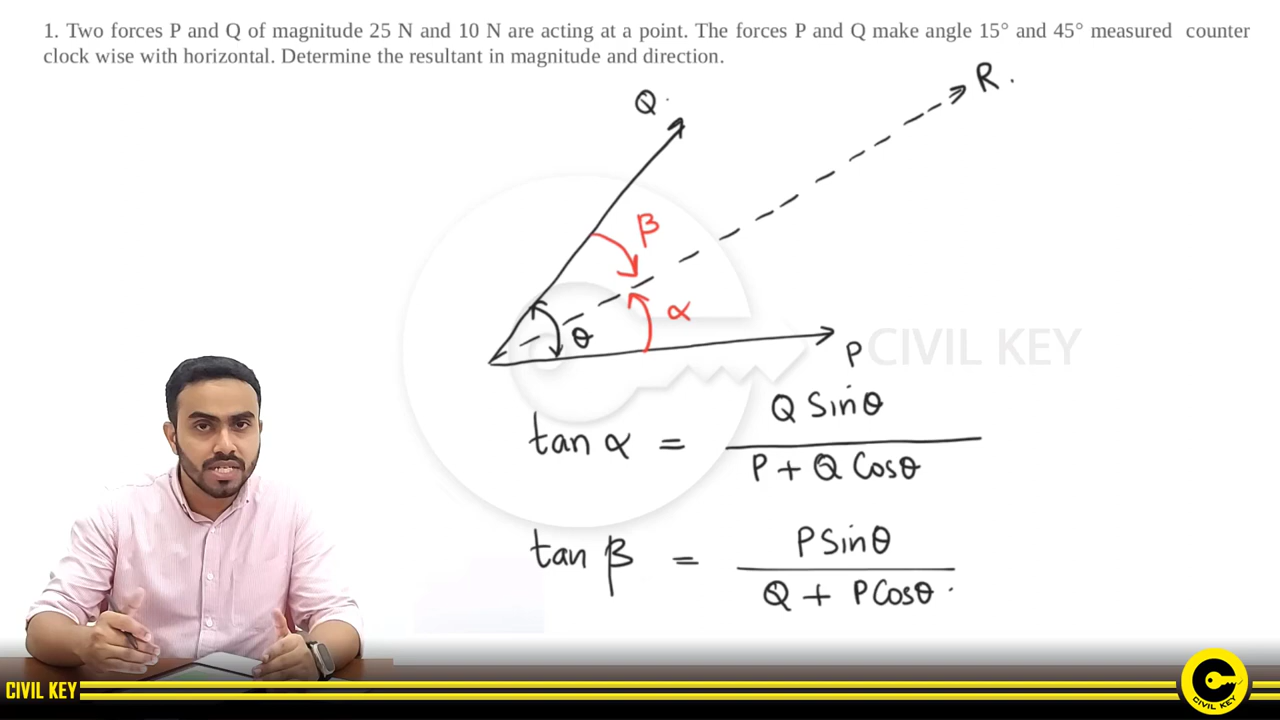 1. Two forces P and Q of magnitude 25 N and 10 N are acting at a point. The forces P and Q make angle 15° and 45° measured counter
clock wise with horizontal. Determine the resultant in magnitude and direction.
R.
Q
β
α
θ
P
CIVIL KEY
tan α = Q Sinθ / P + Q Cosθ
tan β = P Sinθ / Q + P Cosθ
CIVIL KEY
CIVIL KEY